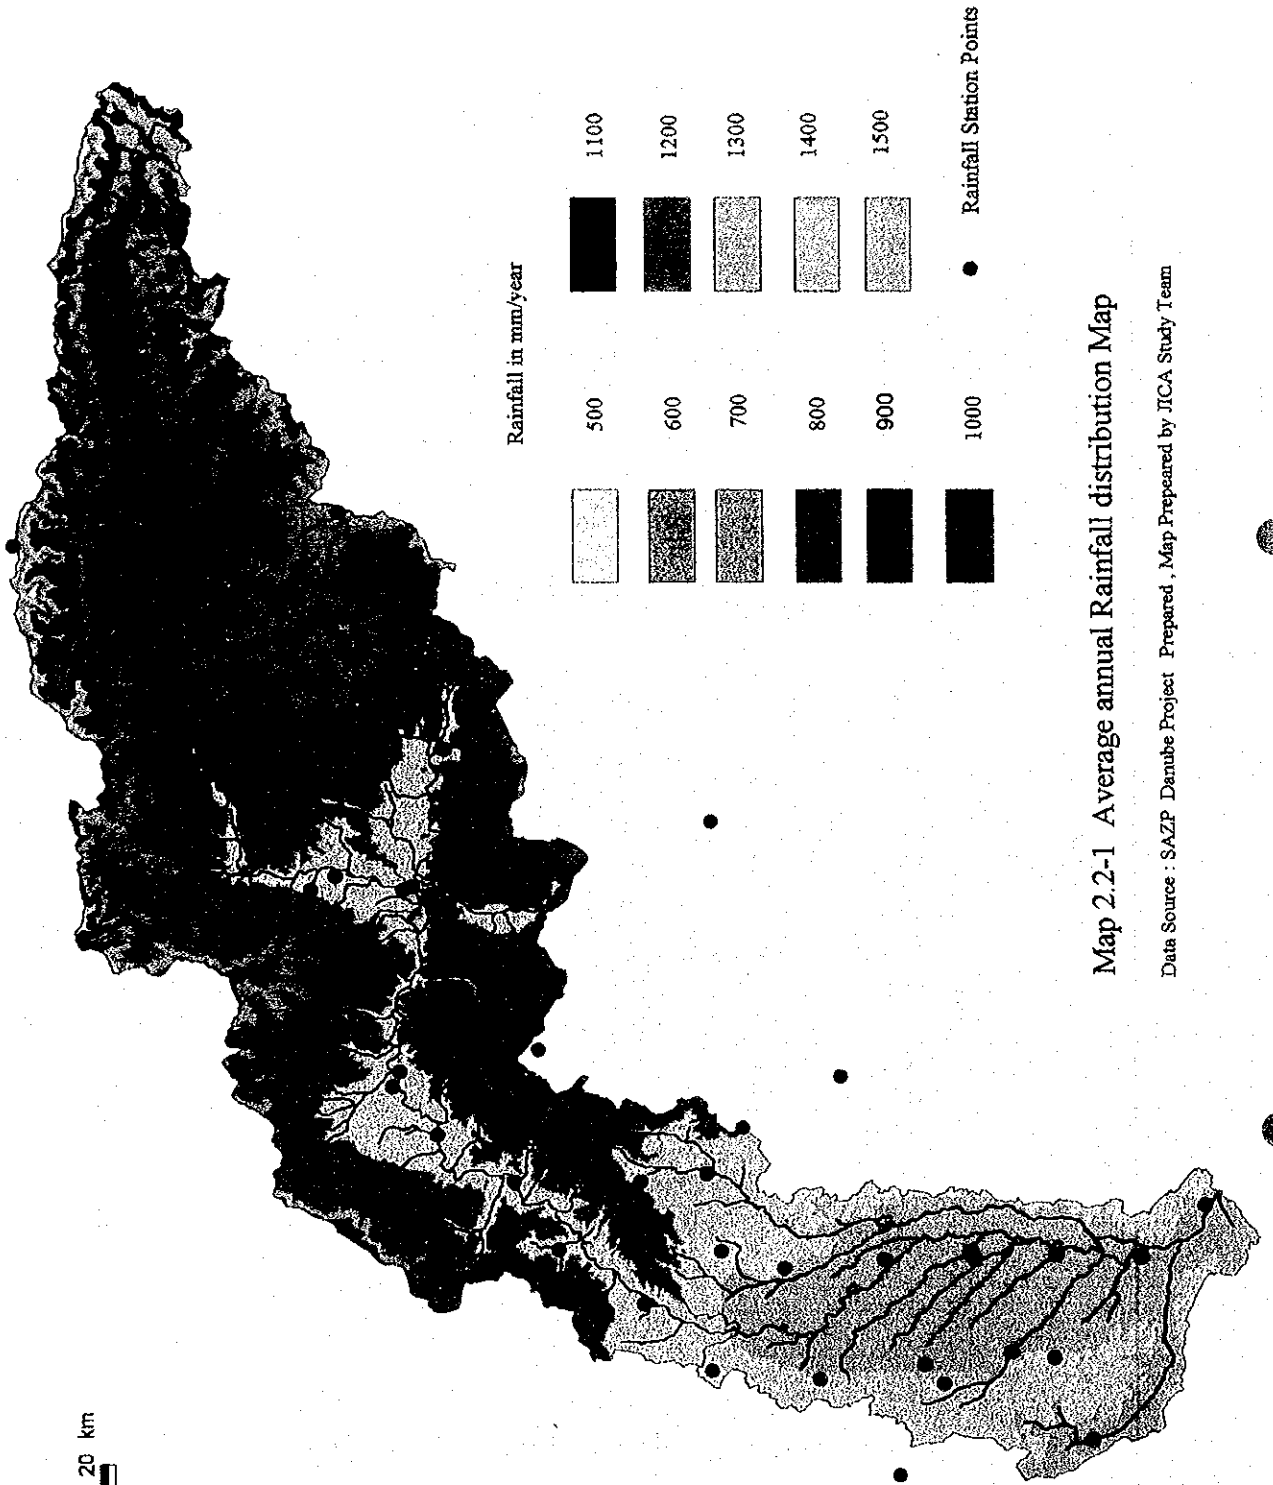 20 km
Rainfall in mm/year
500
600
700
800
900
1000
1100
1200
1300
1400
1500
Rainfall Station Points
Map 2.2-1 Average annual Rainfall distribution Map
Data Source : SAZP Danube Project Prepared , Map Prepeared by JICA Study Team